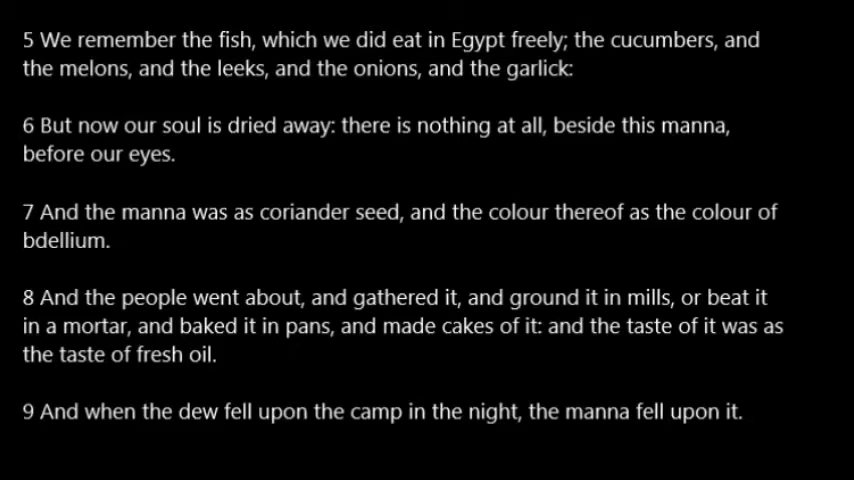 5 We remember the fish, which we did eat in Egypt freely; the cucumbers, and
the melons, and the leeks, and the onions, and the garlick:
6 But now our soul is dried away: there is nothing at all, beside this manna,
before our eyes.
7 And the manna was as coriander seed, and the colour thereof as the colour of
bdellium.
8 And the people went about, and gathered it, and ground it in mills, or beat it
in a mortar, and baked it in pans, and made cakes of it: and the taste of it was as
the taste of fresh oil.
9 And when the dew fell upon the camp in the night, the manna fell upon it.